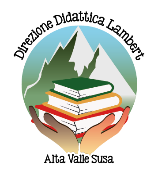 Direzione Didattica Lambert
Alta Valle Susa